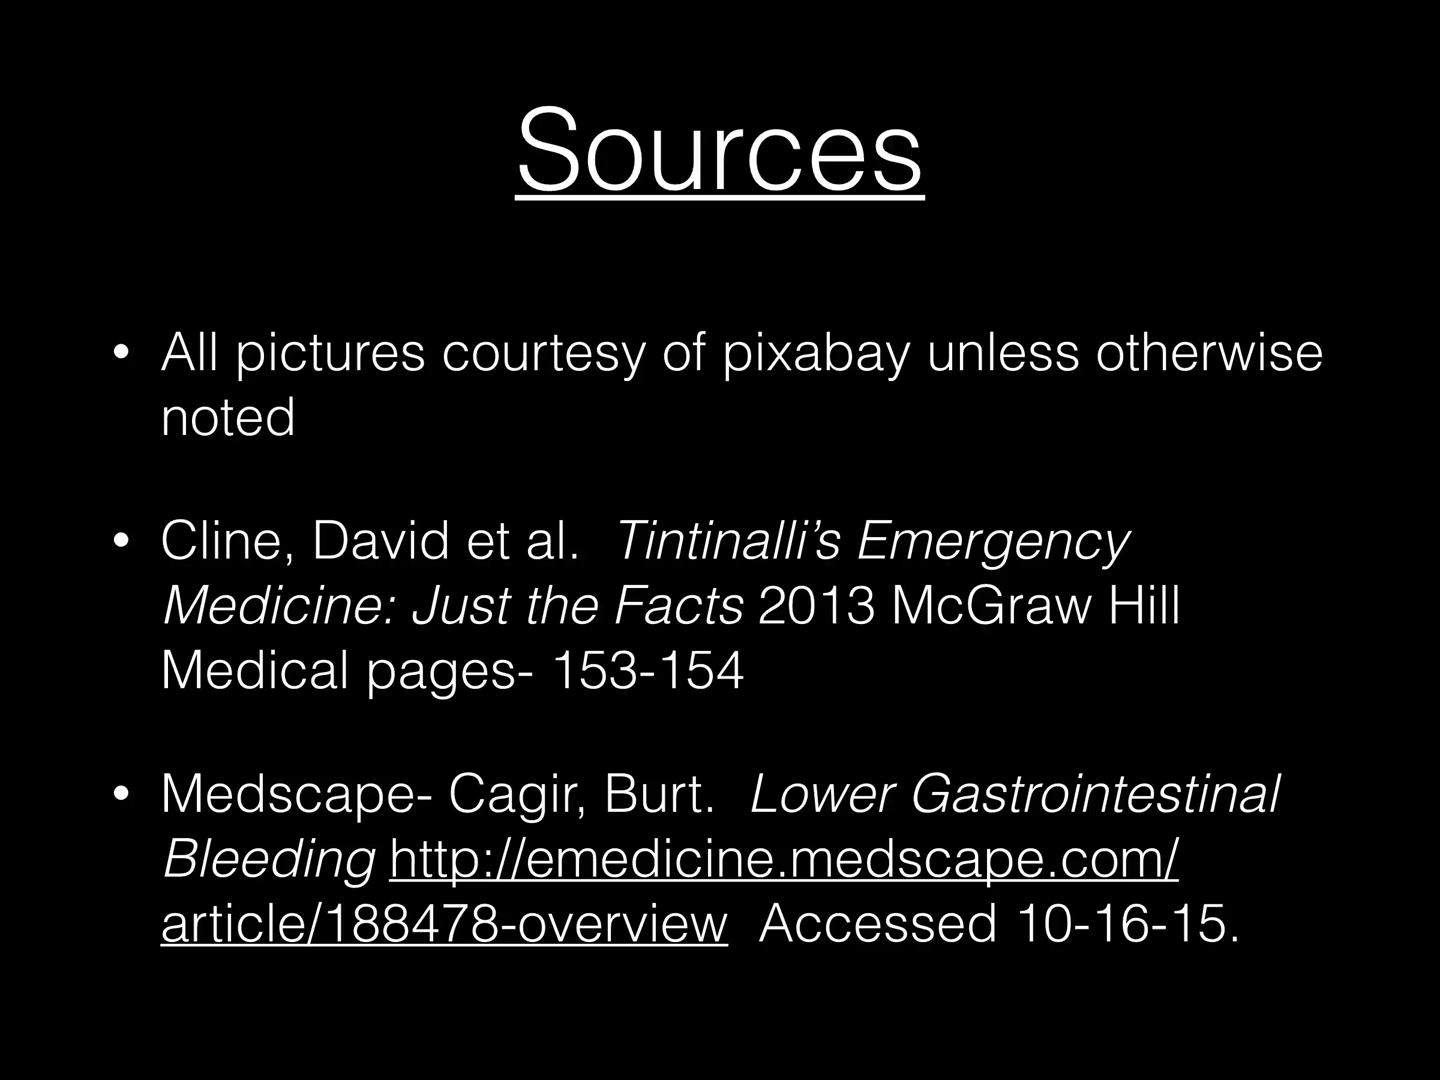 Sources
• All pictures courtesy of pixabay unless otherwise
noted
• Cline, David et al.  Tintinalli’s Emergency
Medicine: Just the Facts 2013 McGraw Hill
Medical pages- 153-154
• Medscape- Cagir, Burt.  Lower Gastrointestinal
Bleeding http://emedicine.medscape.com/
article/188478-overview  Accessed 10-16-15.